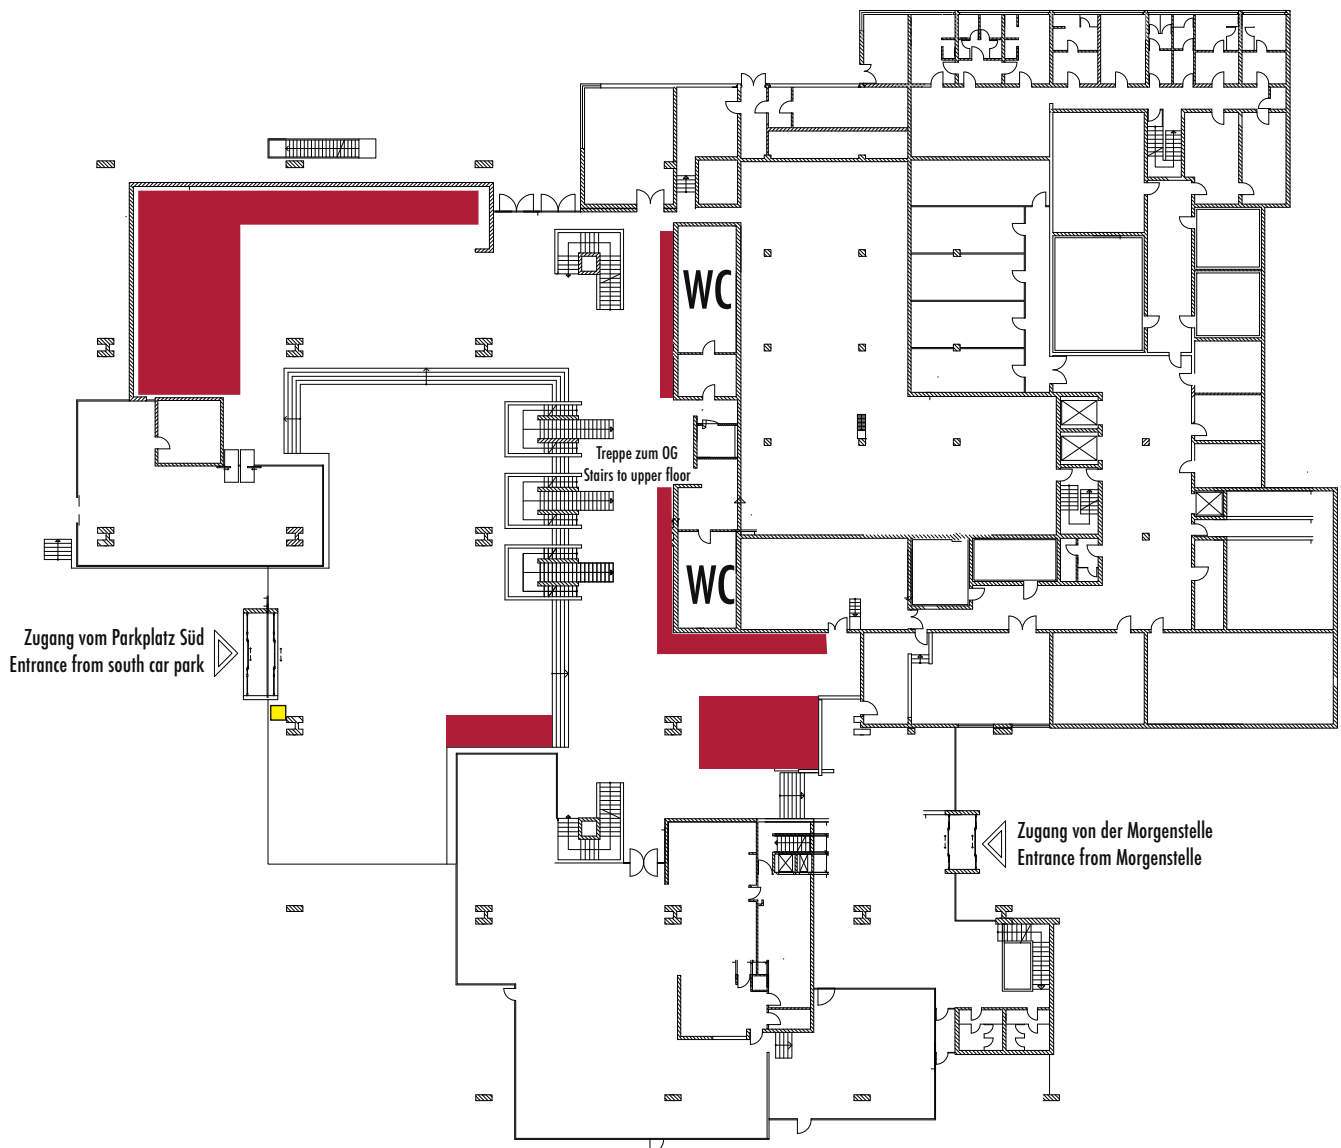 WC
Treppe zum OG
Stairs to upper floor
WC
Zugang vom Parkplatz Süd
Entrance from south car park
Zugang von der Morgenstelle
Entrance from Morgenstelle